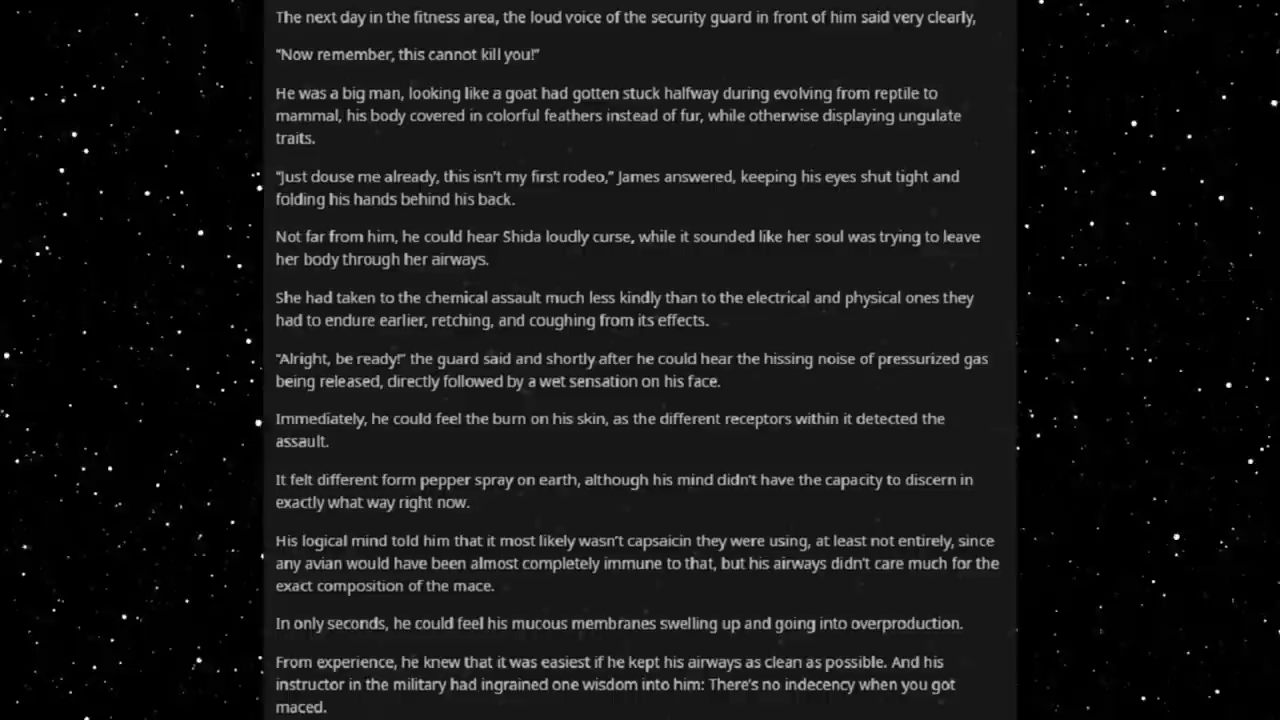 The next day in the fitness area, the loud voice of the security guard in front of him said very clearly,
“Now remember, this cannot kill you!”
He was a big man, looking like a goat had gotten stuck halfway during evolving from reptile to
mammal, his body covered in colorful feathers instead of fur, while otherwise displaying ungulate
traits.
“Just douse me already, this isn’t my first rodeo,” James answered, keeping his eyes shut tight and
folding his hands behind his back.
Not far from him, he could hear Shida loudly curse, while it sounded like her soul was trying to leave
her body through her airways.
She had taken to the chemical assault much less kindly than to the electrical and physical ones they
had to endure earlier, retching, and coughing from its effects.
“Alright, be ready!” the guard said and shortly after he could hear the hissing noise of pressurized gas
being released, directly followed by a wet sensation on his face.
Immediately, he could feel the burn on his skin, as the different receptors within it detected the
assault.
It felt different form pepper spray on earth, although his mind didn’t have the capacity to discern in
exactly what way right now.
His logical mind told him that it most likely wasn’t capsaicin they were using, at least not entirely, since
any avian would have been almost completely immune to that, but his airways didn’t care much for the
exact composition of the mace.
In only seconds, he could feel his mucous membranes swelling up and going into overproduction.
From experience, he knew that it was easiest if he kept his airways as clean as possible. And his
instructor in the military had ingrained one wisdom into him: There’s no indecency when you got
maced.